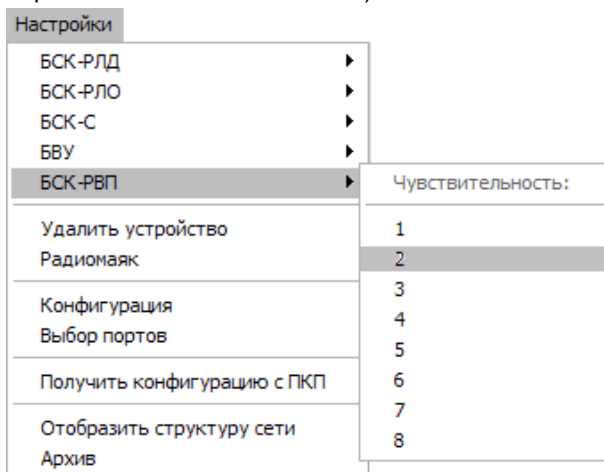 Настройки
БСК-РЛД
БСК-РЛО
БСК-С
БВУ
БСК-РВП
Чувствительность:
1
2
3
4
5
6
7
8
Удалить устройство
Радиомаяк
Конфигурация
Выбор портов
Получить конфигурацию с ПКП
Отобразить структуру сети
Архив